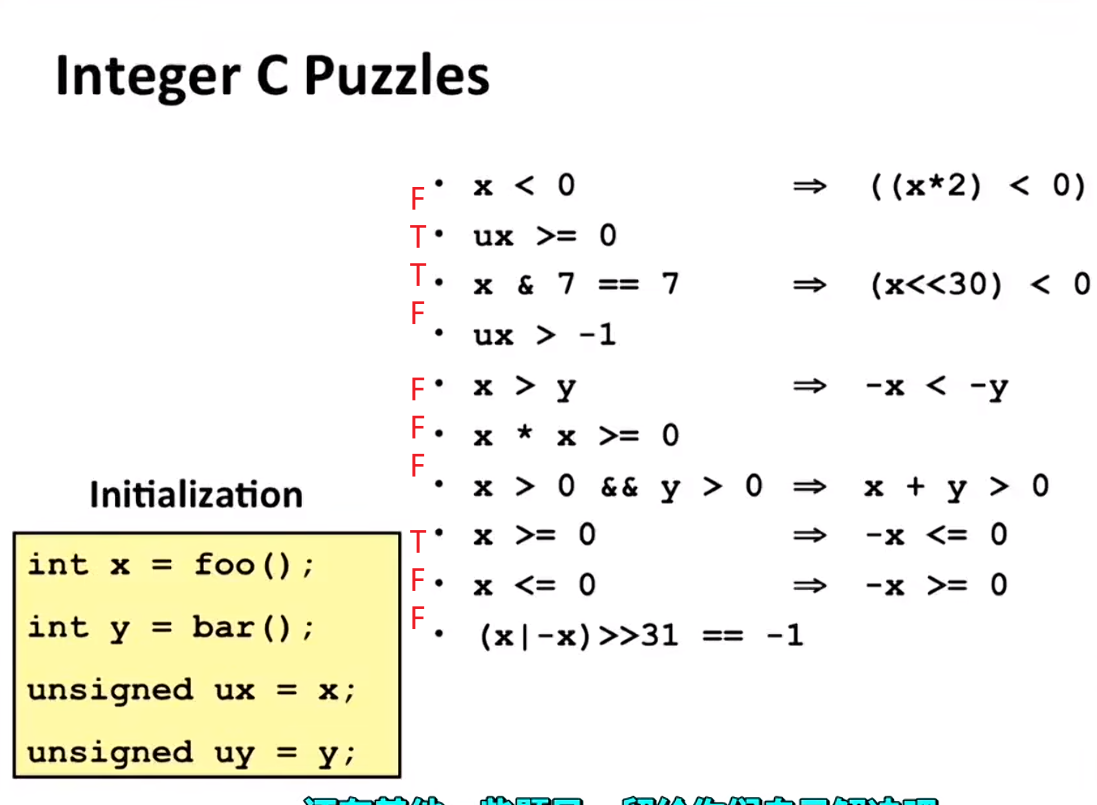 Integer C Puzzles
F • x < 0 ⇒ ((x*2) < 0)
T • ux >= 0
T • x & 7 == 7 ⇒ (x<<30) < 0
F • ux > -1
F • x > y ⇒ -x < -y
F • x * x >= 0
F • x > 0 && y > 0 ⇒ x + y > 0
T • x >= 0 ⇒ -x <= 0
F • x <= 0 ⇒ -x >= 0
F • (x|-x)>>31 == -1
Initialization
int x = foo();
int y = bar();
unsigned ux = x;
unsigned uy = y;